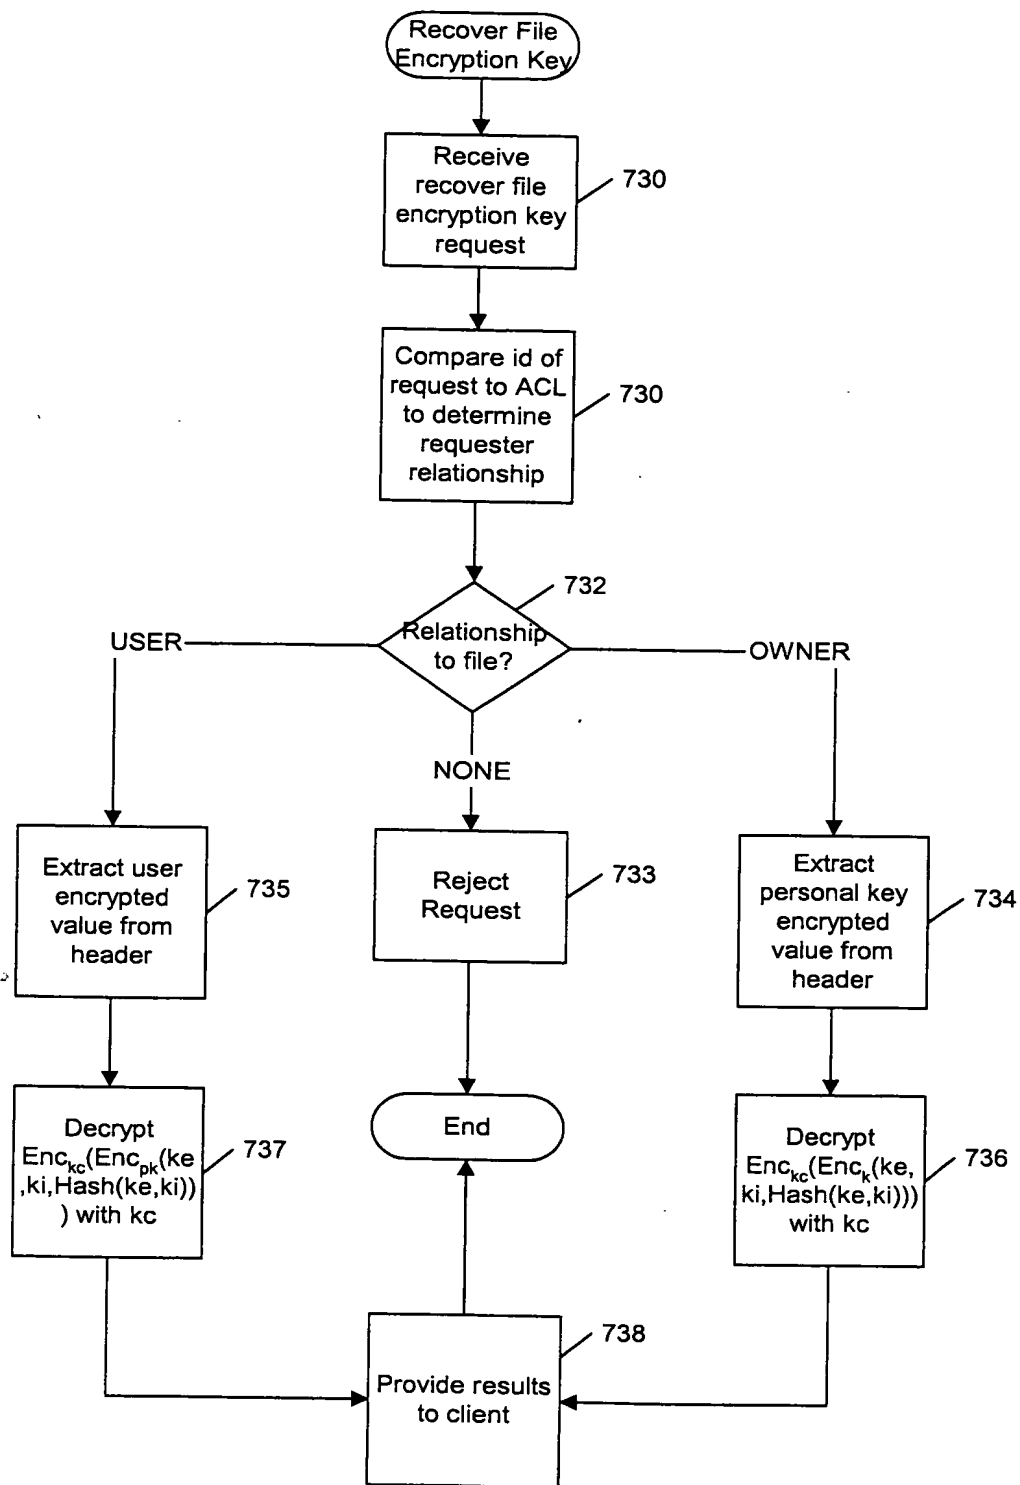 Recover File
Encryption Key
Receive
recover file
encryption key
request
730
Compare id of
request to ACL
to determine
requester
relationship
730
732
Relationship
to file?
USER
OWNER
NONE
Extract user
encrypted
value from
header
735
Reject
Request
733
Extract
personal key
encrypted
value from
header
734
Decrypt
Enckc(Encpk(ke
,ki,Hash(ke,ki))
) with kc
737
End
Decrypt
Enckc(Enck(ke,
ki,Hash(ke,ki)))
with kc
736
Provide results
to client
738